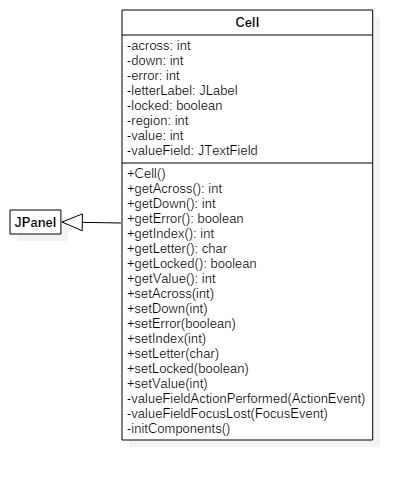 Cell
-across: int
-down: int
-error: int
-letterLabel: JLabel
-locked: boolean
-region: int
-value: int
-valueField: JTextField
+Cell()
+getAcross(): int
+getDown(): int
+getError(): boolean
+getIndex(): int
+getLetter(): char
+getLocked(): boolean
+getValue(): int
+setAcross(int)
+setDown(int)
+setError(boolean)
+setIndex(int)
+setLetter(char)
+setLocked(boolean)
+setValue(int)
-valueFieldActionPerformed(ActionEvent)
-valueFieldFocusLost(FocusEvent)
-initComponents()
JPanel